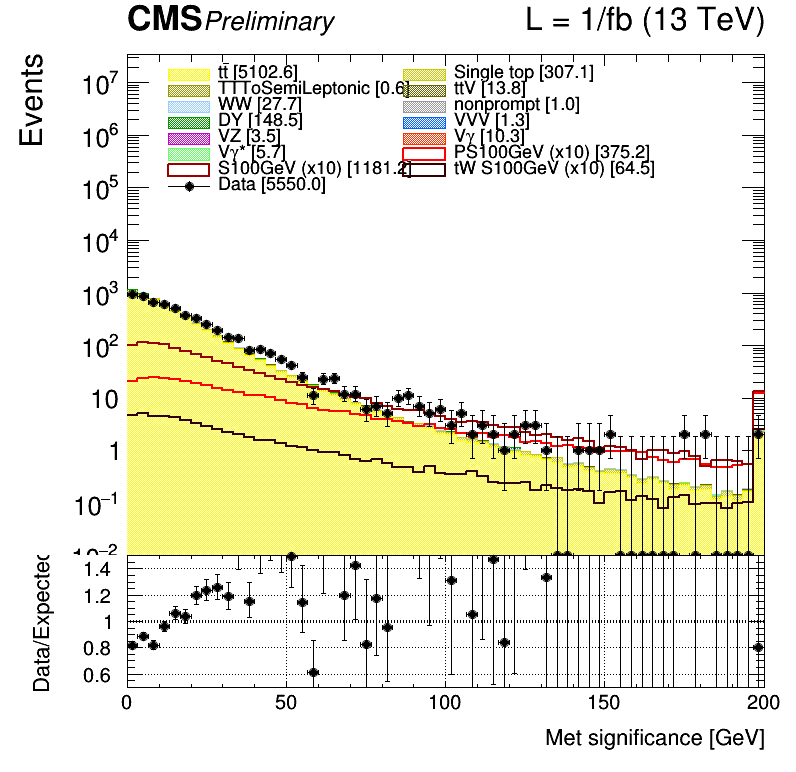 CMS Preliminary L = 1/fb (13 TeV)
Events
tt̄ [5102.6] Single top [307.1]
TTToSemiLeptonic [0.6] ttV [13.8]
WW [27.7] nonprompt [1.0]
DY [148.5] VVV [1.3]
VZ [3.5] Vγ [10.3]
Vγ* [5.7] PS100GeV (x10) [375.2]
S100GeV (x10) [1181.2] tW S100GeV (x10) [64.5]
Data [5550.0]
10⁷
10⁶
10⁵
10⁴
10³
10²
10
1
10⁻¹
10⁻²
Data/Expected
1.4
1.2
1
0.8
0.6
0 50 100 150 200
Met significance [GeV]